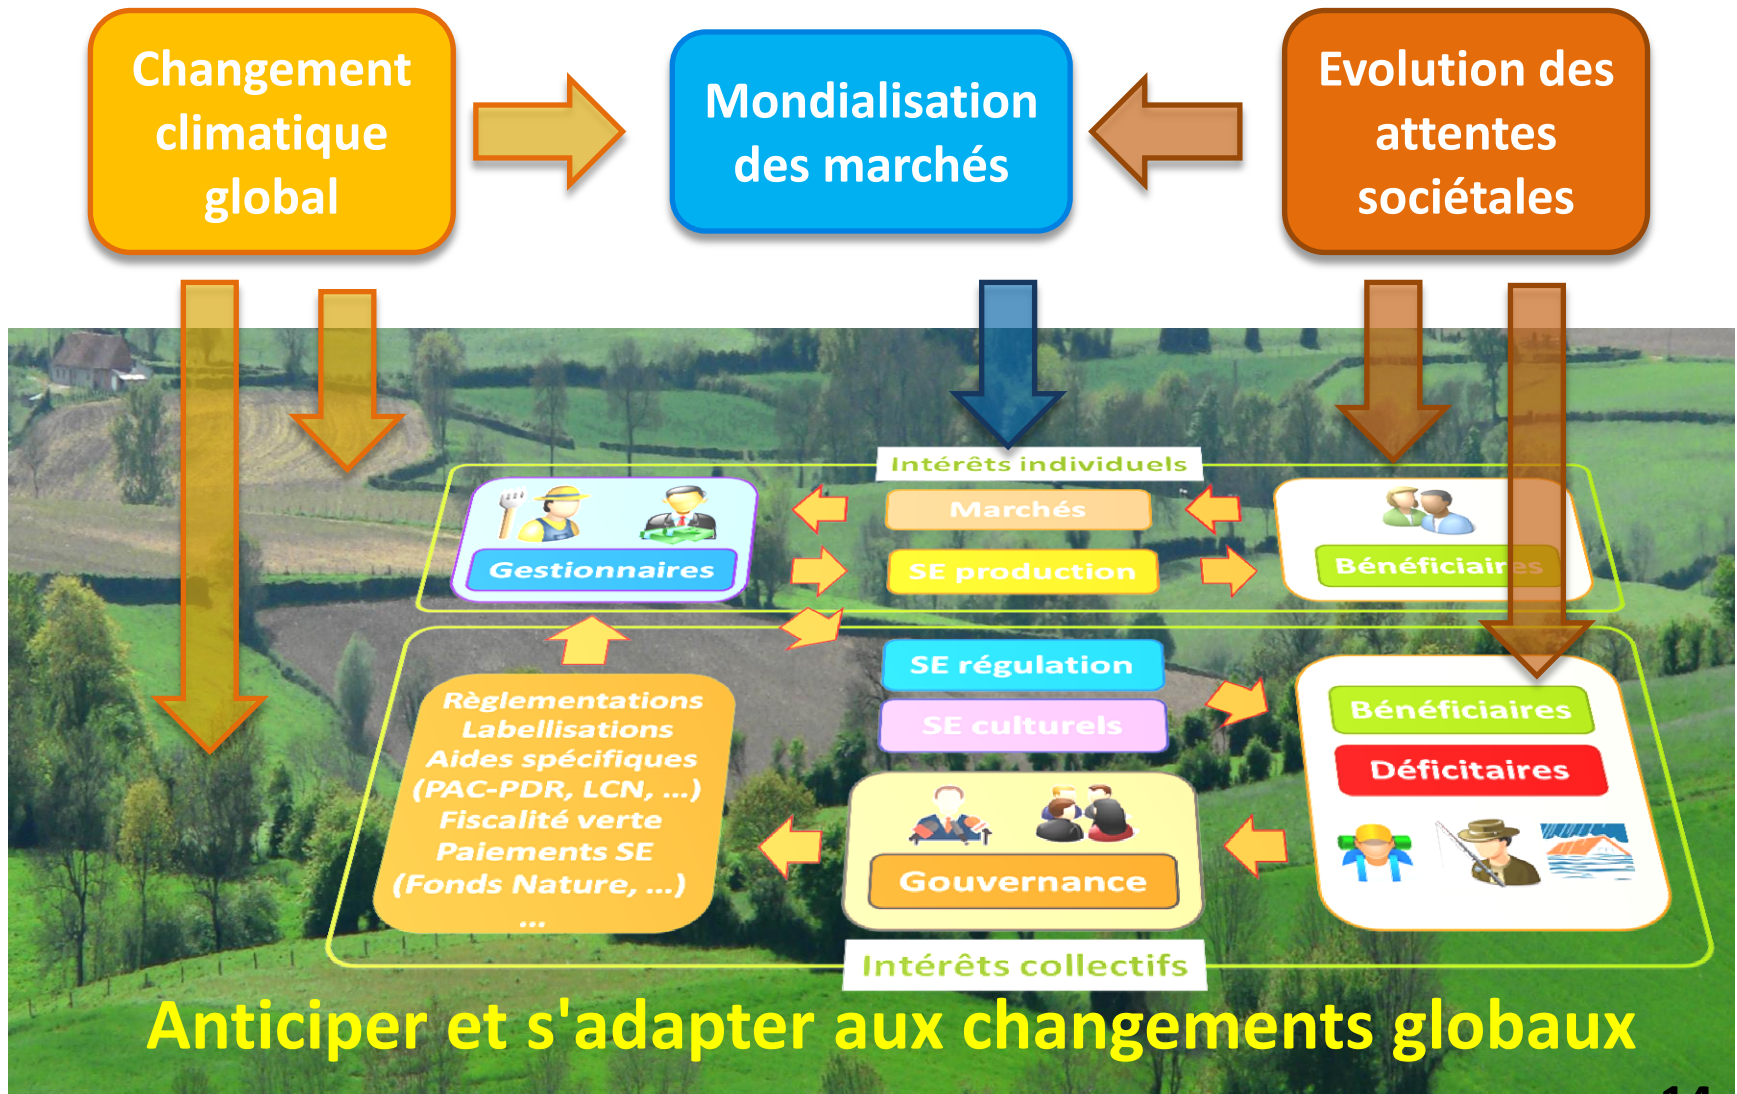 Changement
climatique
global
Mondialisation
des marchés
Evolution des
attentes
sociétales
Intérêts individuels
Marchés
Gestionnaires
SE production
Bénéficiaires
SE régulation
SE culturels
Règlementations
Labellisations
Aides spécifiques
(PAC-PDR, LCN, ...)
Fiscalité verte
Paiements SE
(Fonds Nature, ...)
...
Bénéficiaires
Déficitaires
Gouvernance
Intérêts collectifs
Anticiper et s'adapter aux changements globaux
14